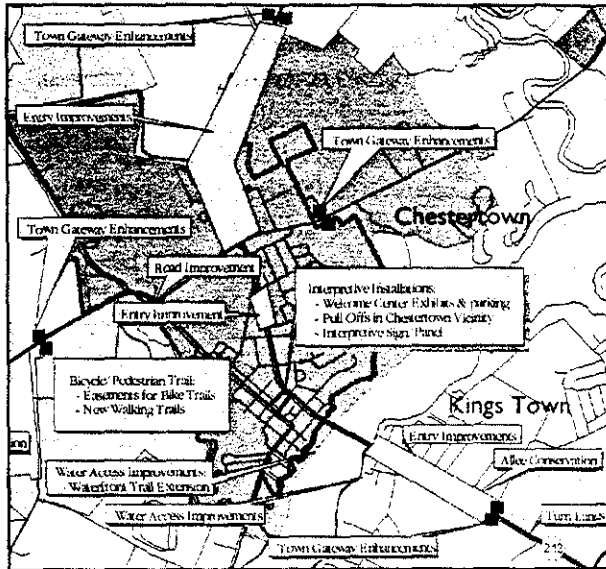 Town Gateway Enhancements
Entry Improvements
Town Gateway Enhancements
Chestertown
Town Gateway Enhancements
Road Improvement
Entry Improvement
Interpretive Installations:
- Welcome Center Exhibits & parking
- Pull Offs in Chestertown Vicinity
- Interpretive Sign/Panel
Bicycle/Pedestrian Trail:
- Easements for Bike Trails
- New Walking Trails
Kings Town
Entry Improvements
Allee Conservation
Water Access Improvements:
- Waterfront Trail Extension
Water Access Improvements
Turn Lanes
Town Gateway Enhancements
213